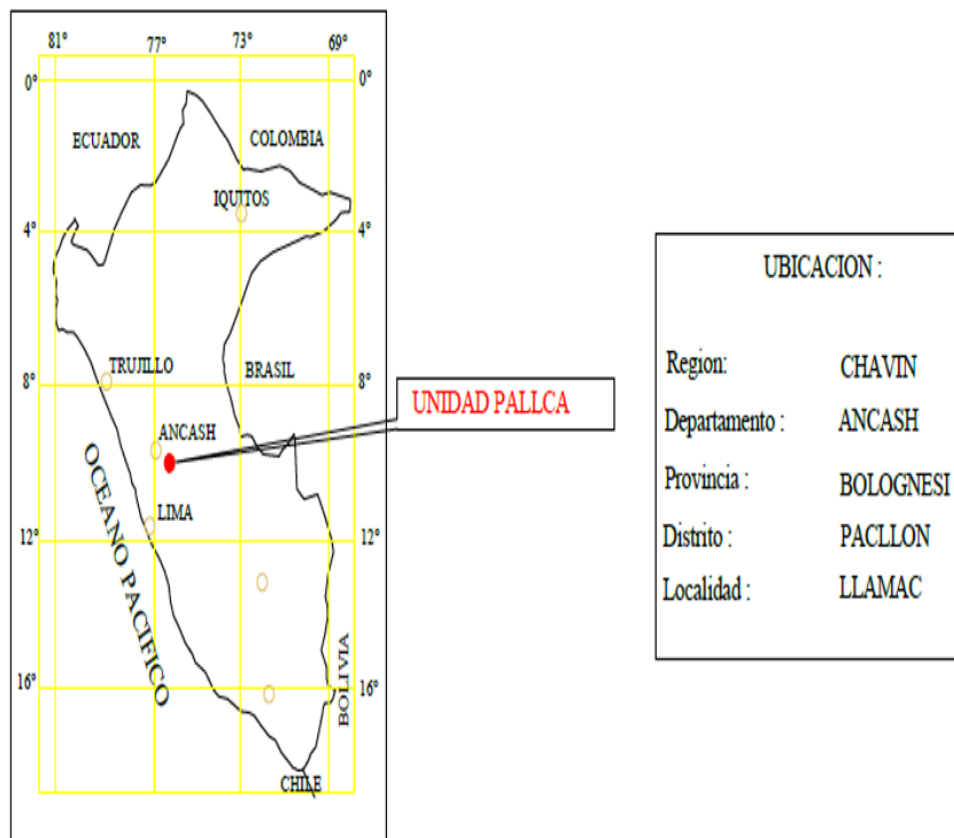 81° 77° 73° 69°
0° 0°
ECUADOR COLOMBIA
IQUITOS
4° 4°
TRUJILLO BRASIL
8° 8°
UNIDAD PALLCA
ANCASH
OCEANO PACIFICO
LIMA
12° 12°
16° 16°
BOLIVIA
CHILE
UBICACION :
Region: CHAVIN
Departamento : ANCASH
Provincia : BOLOGNESI
Distrito : PACLLON
Localidad : LLAMAC